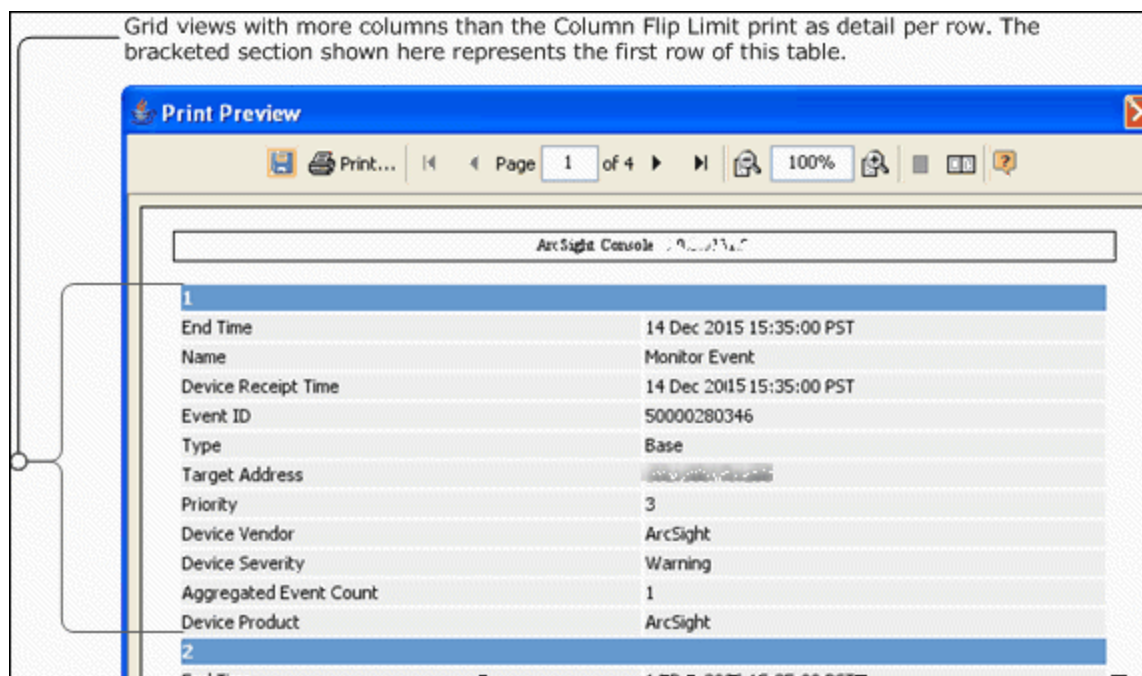 Grid views with more columns than the Column Flip Limit print as detail per row. The
bracketed section shown here represents the first row of this table.
Print Preview
Print... Page 1 of 4 100%
ArcSight Console
1
End Time 14 Dec 2015 15:35:00 PST
Name Monitor Event
Device Receipt Time 14 Dec 2015 15:35:00 PST
Event ID 50000280346
Type Base
Target Address
Priority 3
Device Vendor ArcSight
Device Severity Warning
Aggregated Event Count 1
Device Product ArcSight
2